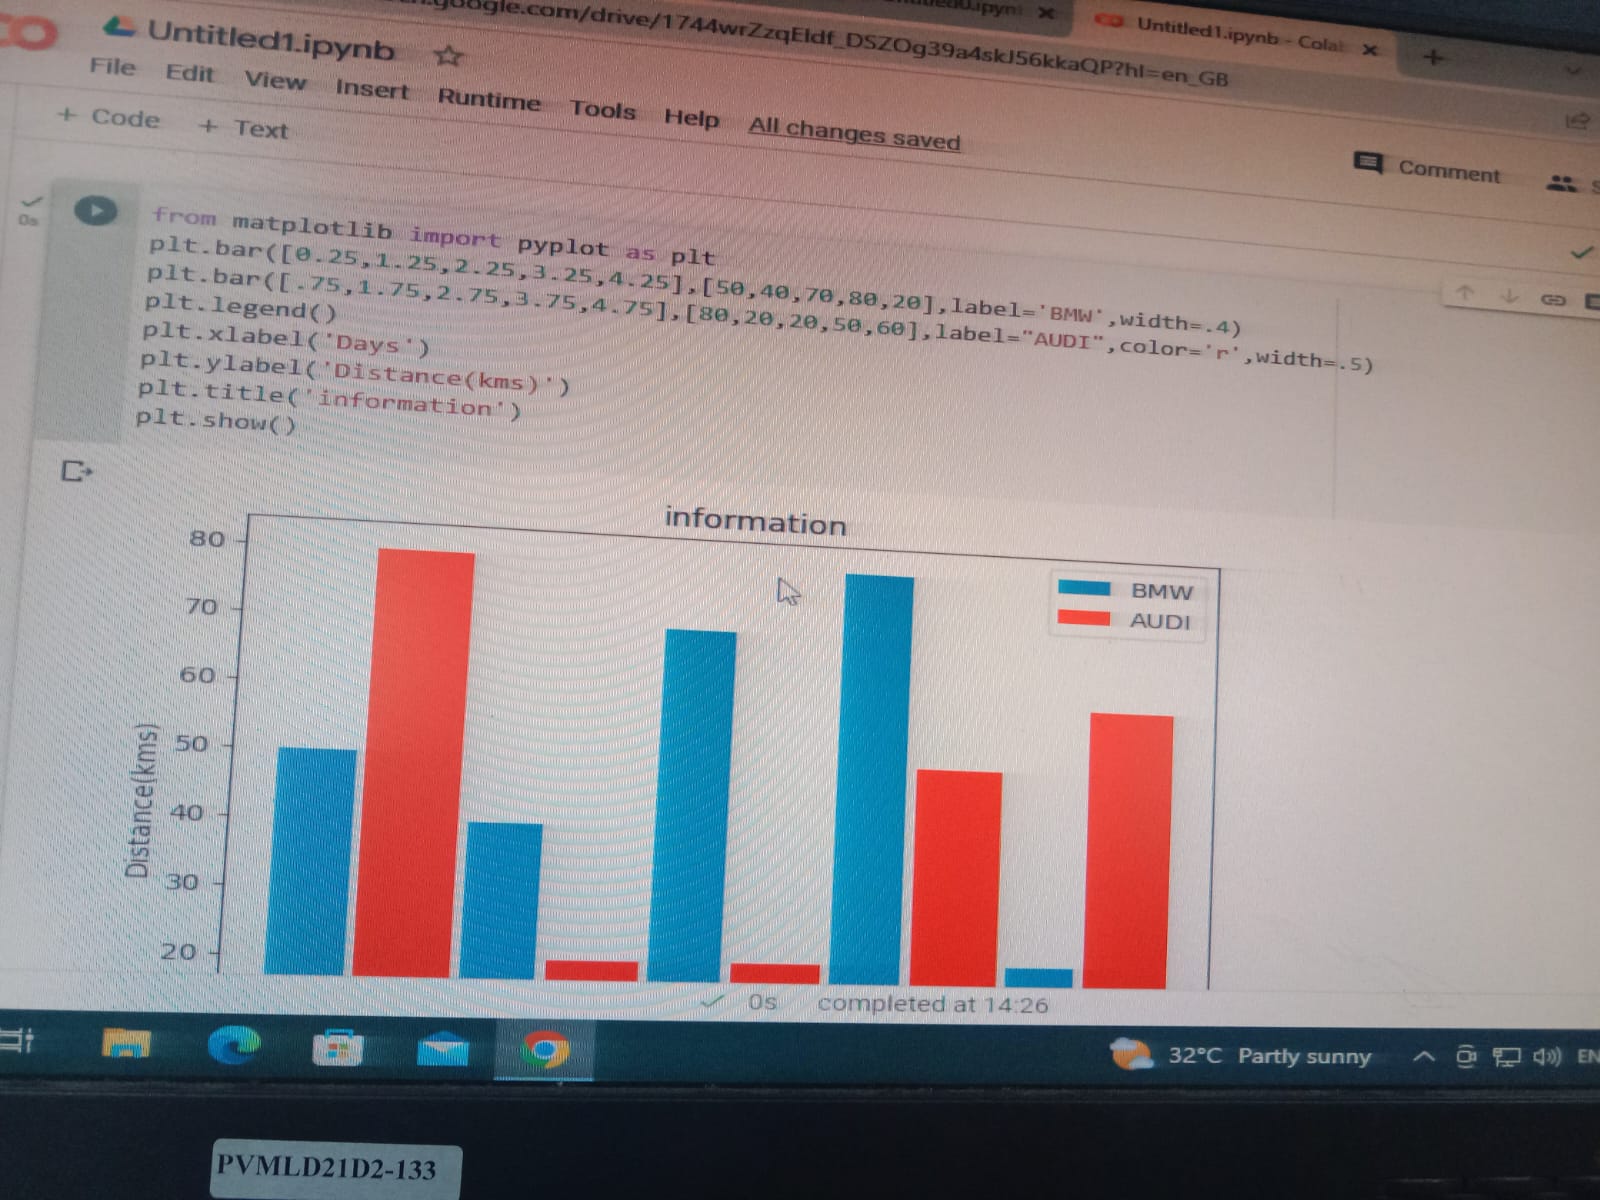 Untitled1.ipynb - Colab
google.com/drive/1744wrZzqEldf_DSZOg39a4skJ56kkaQP?hl=en_GB
Untitled1.ipynb
File Edit View Insert Runtime Tools Help All changes saved
Comment
+ Code + Text
0s
from matplotlib import pyplot as plt
plt.bar([0.25,1.25,2.25,3.25,4.25],[50,40,70,80,20],label='BMW',width=.4)
plt.bar([.75,1.75,2.75,3.75,4.75],[80,20,20,50,60],label="AUDI",color='r',width=.5)
plt.legend()
plt.xlabel('Days')
plt.ylabel('Distance(kms)')
plt.title('information')
plt.show()
information
BMW
AUDI
80
70
60
50
40
30
20
Distance(kms)
0s completed at 14:26
32°C Partly sunny
EN
PVMLD21D2-133